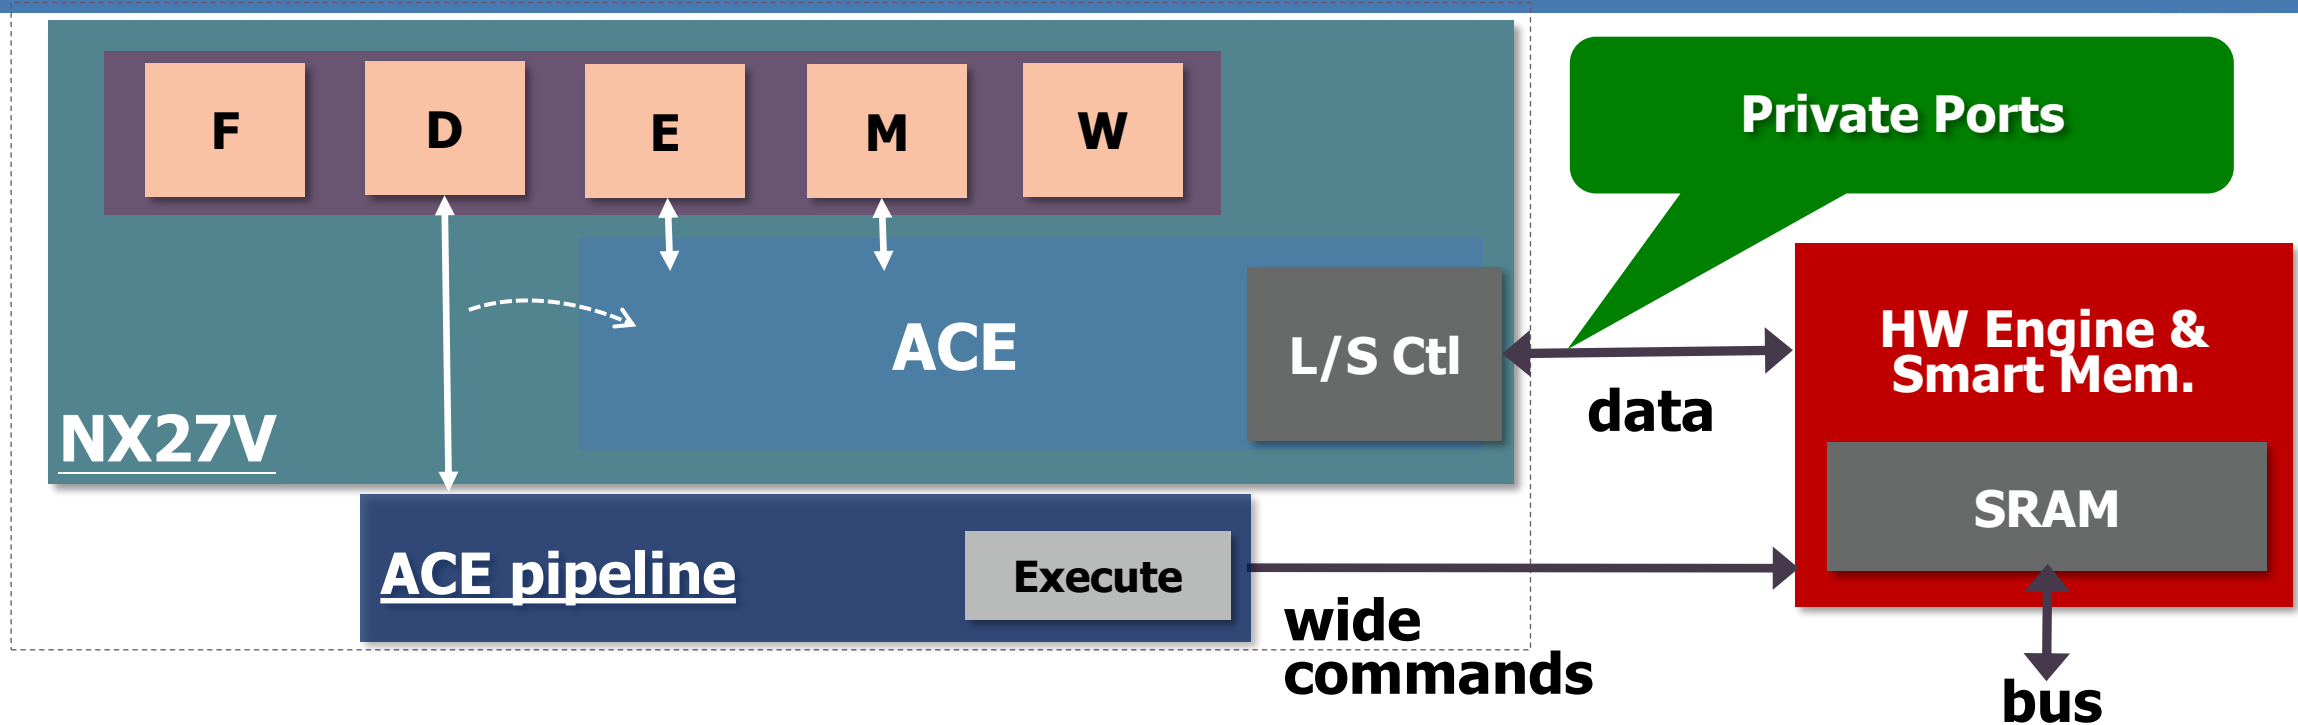 F
D
E
M
W
Private Ports
ACE
L/S Ctl
HW Engine &
Smart Mem.
data
NX27V
SRAM
ACE pipeline
Execute
wide
commands
bus